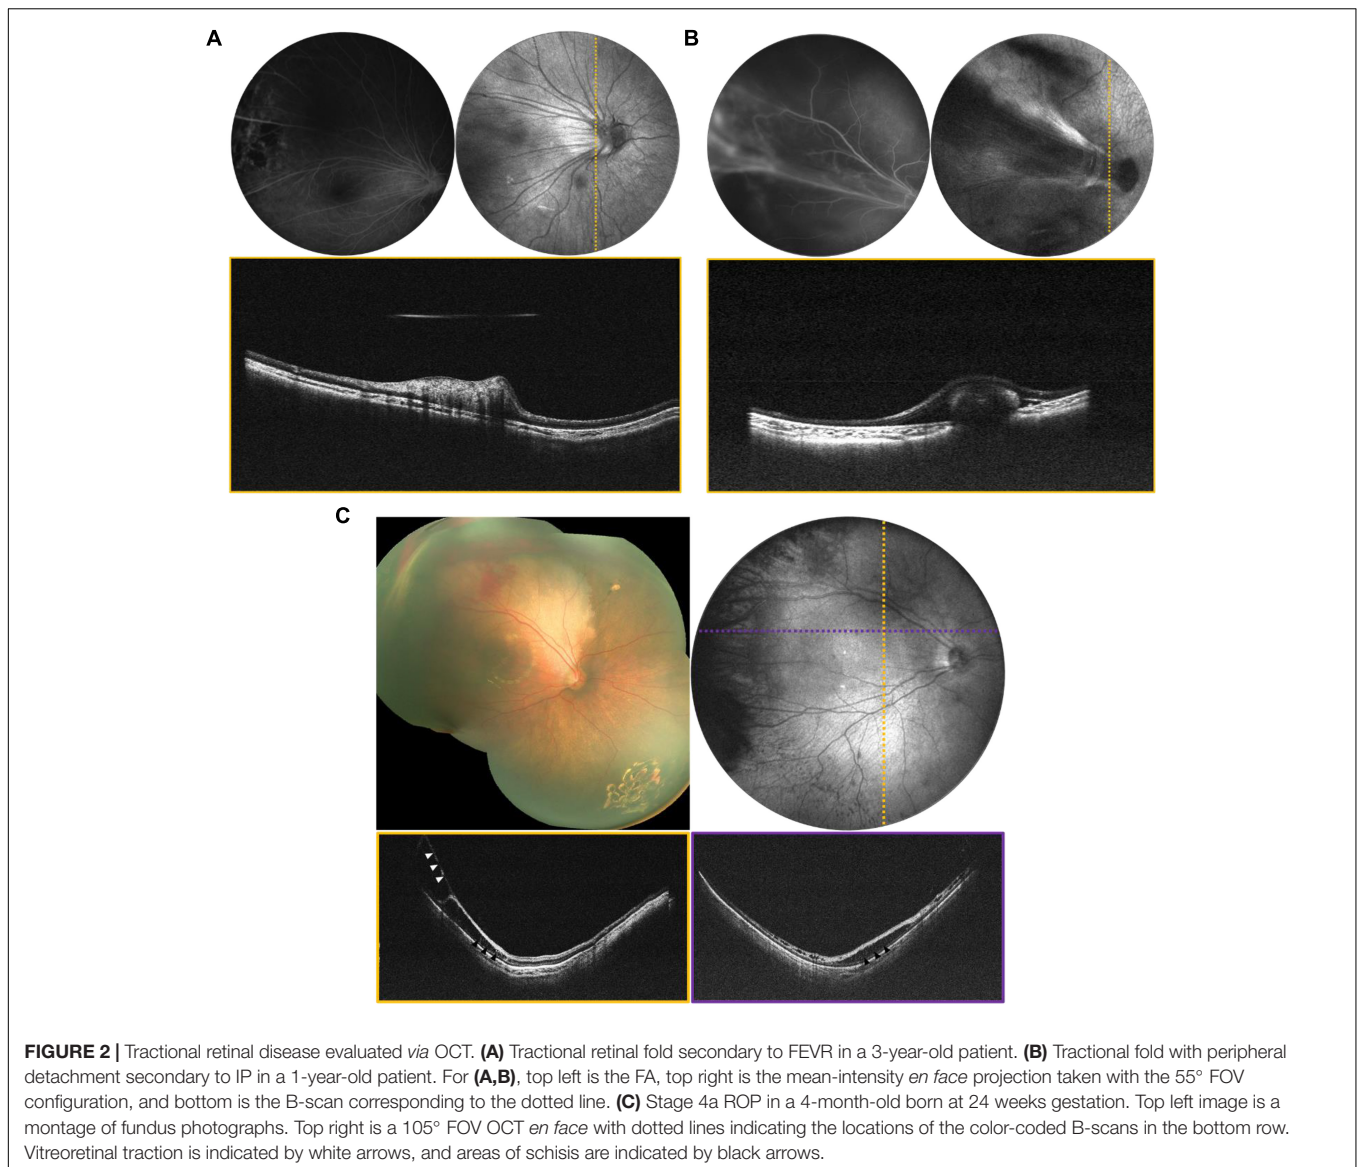 A
B
C
FIGURE 2 | Tractional retinal disease evaluated via OCT. (A) Tractional retinal fold secondary to FEVR in a 3-year-old patient. (B) Tractional fold with peripheral
detachment secondary to IP in a 1-year-old patient. For (A,B), top left is the FA, top right is the mean-intensity en face projection taken with the 55° FOV
configuration, and bottom is the B-scan corresponding to the dotted line. (C) Stage 4a ROP in a 4-month-old born at 24 weeks gestation. Top left image is a
montage of fundus photographs. Top right is a 105° FOV OCT en face with dotted lines indicating the locations of the color-coded B-scans in the bottom row.
Vitreoretinal traction is indicated by white arrows, and areas of schisis are indicated by black arrows.